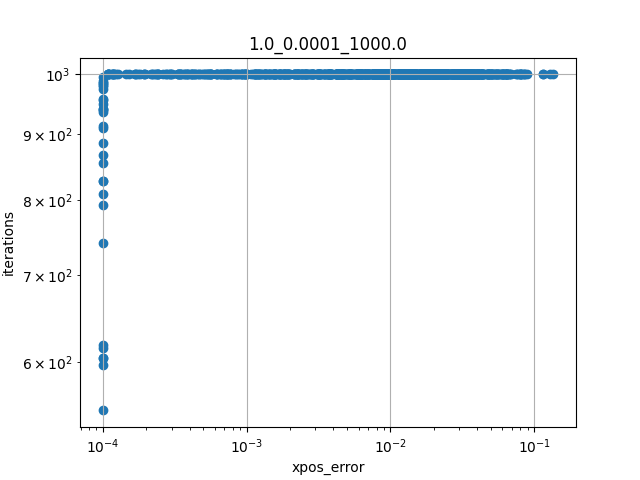 1.0_0.0001_1000.0
10³
9 × 10²
8 × 10²
7 × 10²
6 × 10²
iterations
10⁻⁴ 10⁻³ 10⁻² 10⁻¹
xpos_error